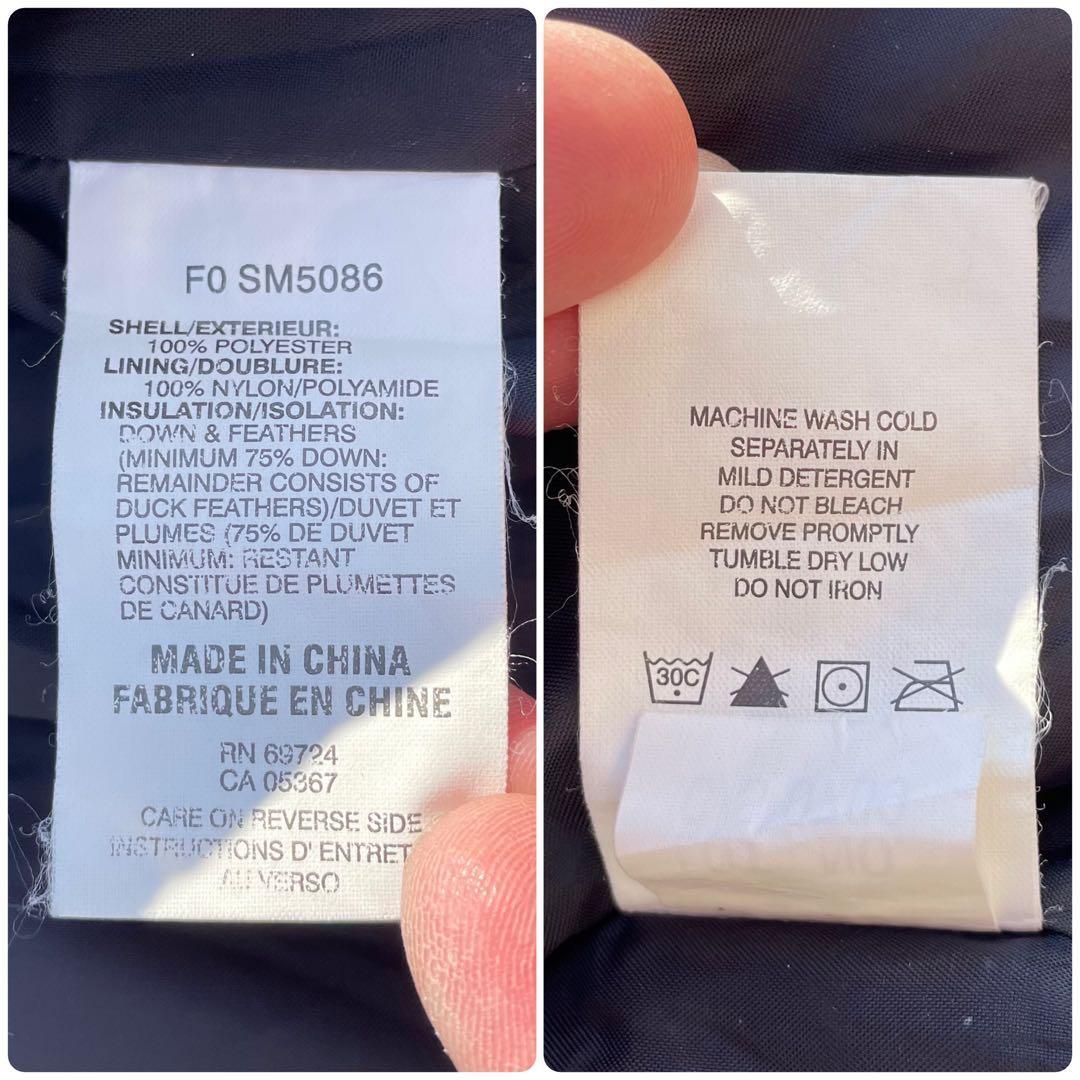 F0 SM5086
SHELL/EXTERIEUR:
100% POLYESTER
LINING/DOUBLURE:
100% NYLON/POLYAMIDE
INSULATION/ISOLATION:
DOWN & FEATHERS
(MINIMUM 75% DOWN:
REMAINDER CONSISTS OF
DUCK FEATHERS)/DUVET ET
PLUMES (75% DE DUVET
MINIMUM: RESTANT
CONSTITUE DE PLUMETTES
DE CANARD)
MADE IN CHINA
FABRIQUE EN CHINE
RN 69724
CA 05367
CARE ON REVERSE SIDE
INSTRUCTIONS D' ENTRET
AU VERSO
MACHINE WASH COLD
SEPARATELY IN
MILD DETERGENT
DO NOT BLEACH
REMOVE PROMPTLY
TUMBLE DRY LOW
DO NOT IRON
30C